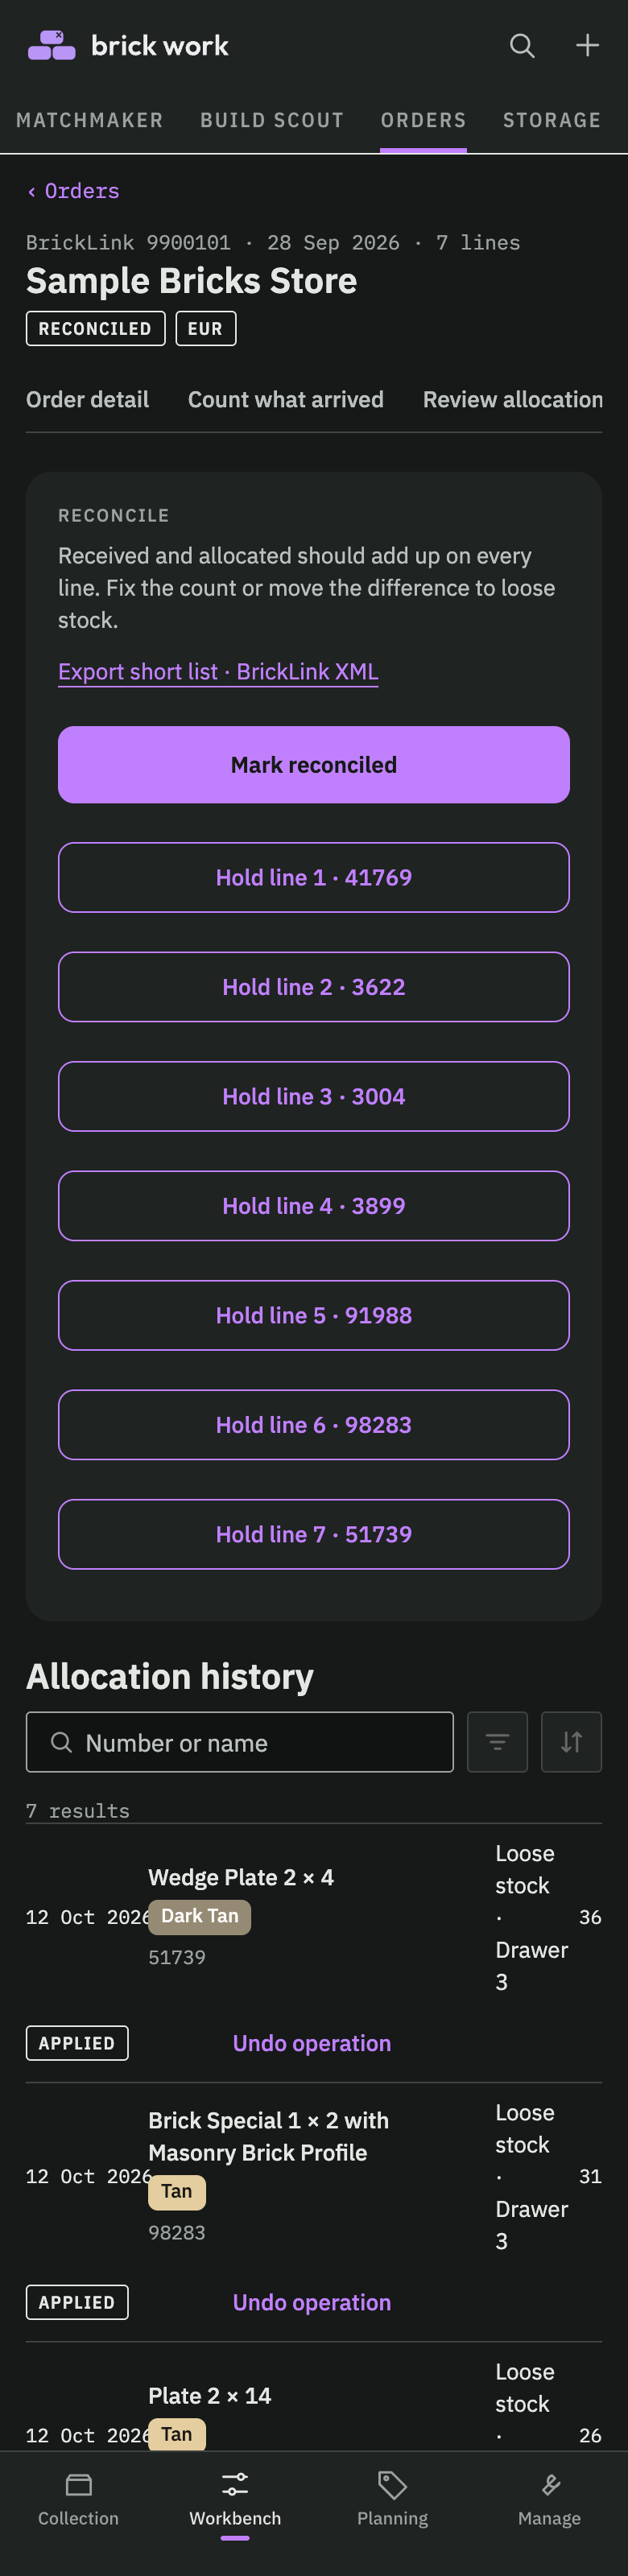 brick work
MATCHMAKER BUILD SCOUT ORDERS STORAGE
‹ Orders
BrickLink 9900101 · 28 Sep 2026 · 7 lines
Sample Bricks Store
RECONCILED EUR
Order detail Count what arrived Review allocation
RECONCILE
Received and allocated should add up on every
line. Fix the count or move the difference to loose
stock.
Export short list · BrickLink XML
Mark reconciled
Hold line 1 · 41769
Hold line 2 · 3622
Hold line 3 · 3004
Hold line 4 · 3899
Hold line 5 · 91988
Hold line 6 · 98283
Hold line 7 · 51739
Allocation history
Number or name
7 results
12 Oct 2026
Wedge Plate 2 × 4
Dark Tan
51739
Loose
stock
·
Drawer
3
36
APPLIED Undo operation
12 Oct 2026
Brick Special 1 × 2 with
Masonry Brick Profile
Tan
98283
Loose
stock
·
Drawer
3
31
APPLIED Undo operation
12 Oct 2026
Plate 2 × 14
Tan
Loose
stock
·
26
Collection Workbench Planning Manage